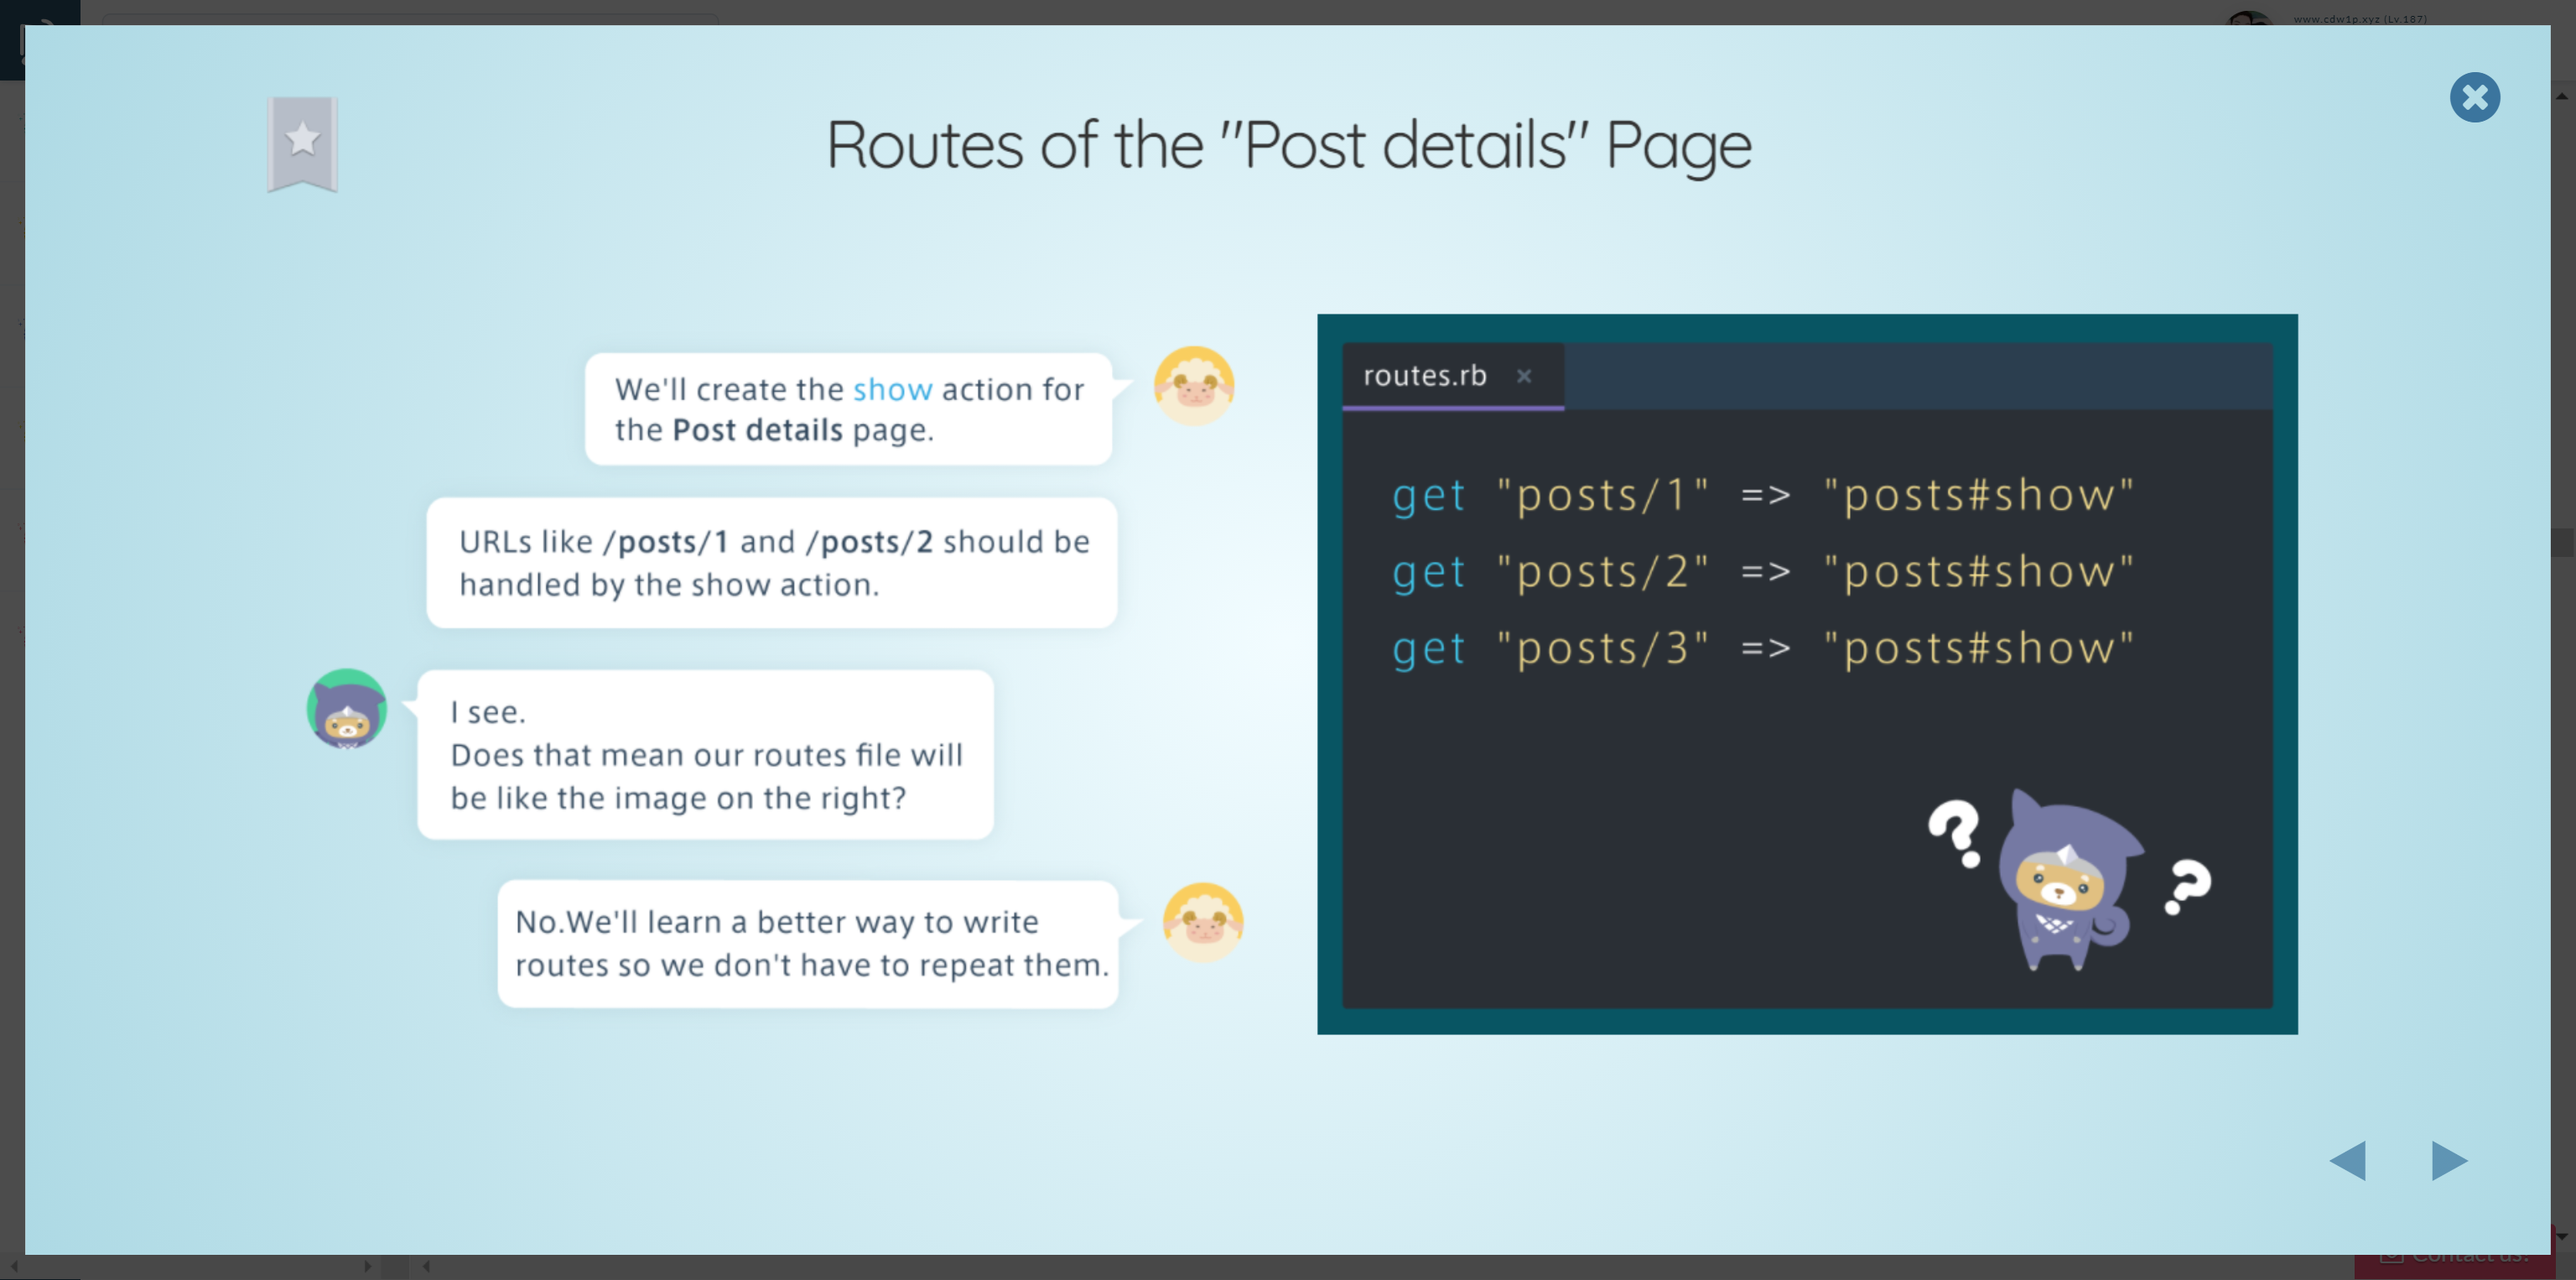 www.cdw1p.xyz (Lv.187)
Routes of the "Post details" Page
We'll create the show action for
the Post details page.
URLs like /posts/1 and /posts/2 should be
handled by the show action.
I see.
Does that mean our routes file will
be like the image on the right?
No.We'll learn a better way to write
routes so we don't have to repeat them.
routes.rb ×
get "posts/1" => "posts#show"
get "posts/2" => "posts#show"
get "posts/3" => "posts#show"
? ?
Contact us!